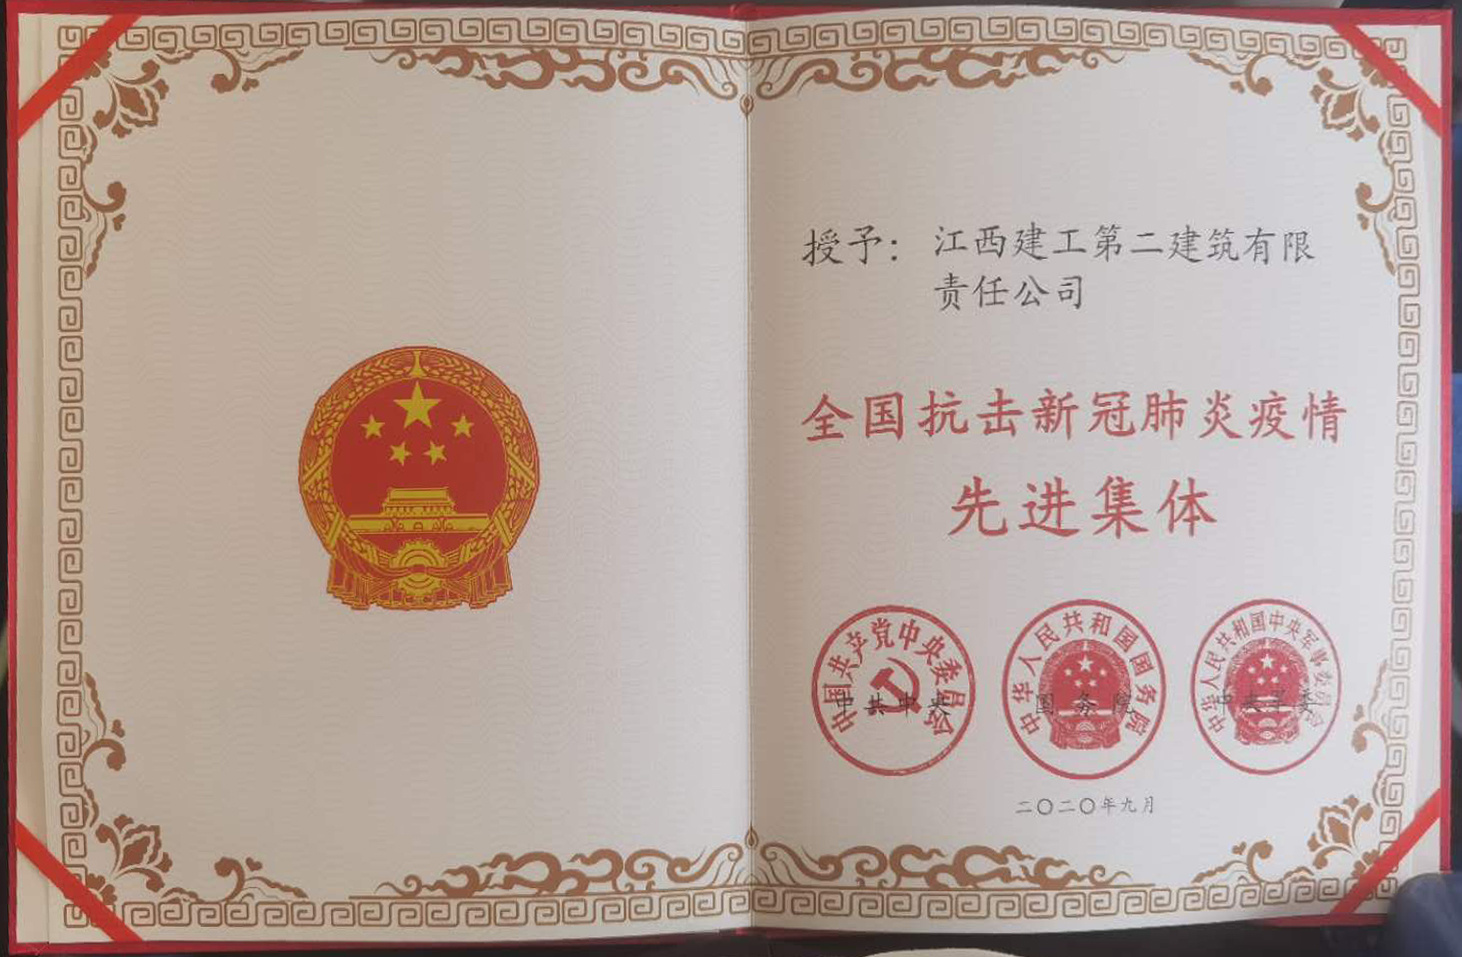 授予：江西建工第二建筑有限
责任公司
全国抗击新冠肺炎疫情
先进集体
中国共产党中央委员会
中共中央
中华人民共和国国务院
国务院
中华人民共和国中央军事委员会
中央军委
二〇二〇年九月